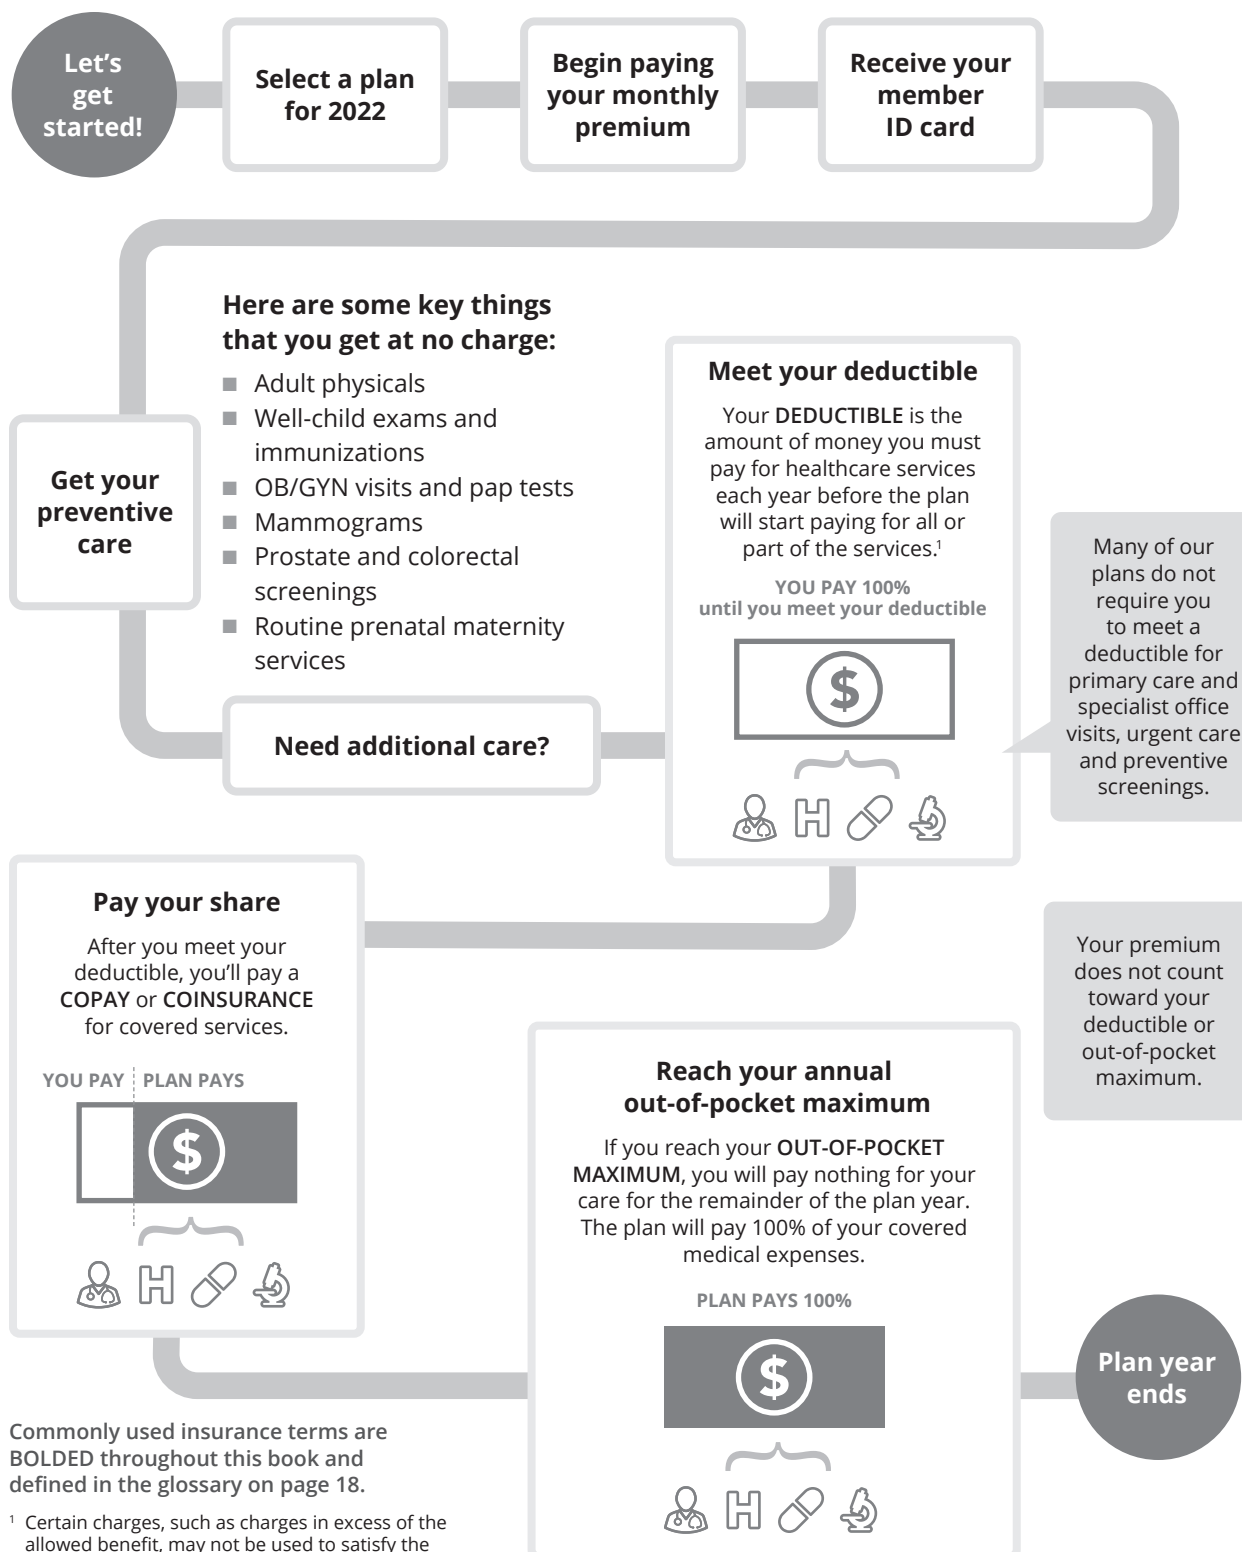 Let's
get
started!
Select a plan
for 2022
Begin paying
your monthly
premium
Receive your
member
ID card
Get your
preventive
care
Here are some key things
that you get at no charge:
■ Adult physicals
■ Well-child exams and
immunizations
■ OB/GYN visits and pap tests
■ Mammograms
■ Prostate and colorectal
screenings
■ Routine prenatal maternity
services
Need additional care?
Meet your deductible
Your DEDUCTIBLE is the
amount of money you must
pay for healthcare services
each year before the plan
will start paying for all or
part of the services.¹
YOU PAY 100%
until you meet your deductible
$
H
Many of our
plans do not
require you
to meet a
deductible for
primary care and
specialist office
visits, urgent care
and preventive
screenings.
Pay your share
After you meet your
deductible, you'll pay a
COPAY or COINSURANCE
for covered services.
YOU PAY PLAN PAYS
$
H
Your premium
does not count
toward your
deductible or
out-of-pocket
maximum.
Reach your annual
out-of-pocket maximum
If you reach your OUT-OF-POCKET
MAXIMUM, you will pay nothing for your
care for the remainder of the plan year.
The plan will pay 100% of your covered
medical expenses.
PLAN PAYS 100%
$
H
Plan year
ends
Commonly used insurance terms are
BOLDED throughout this book and
defined in the glossary on page 18.
¹ Certain charges, such as charges in excess of the
allowed benefit, may not be used to satisfy the